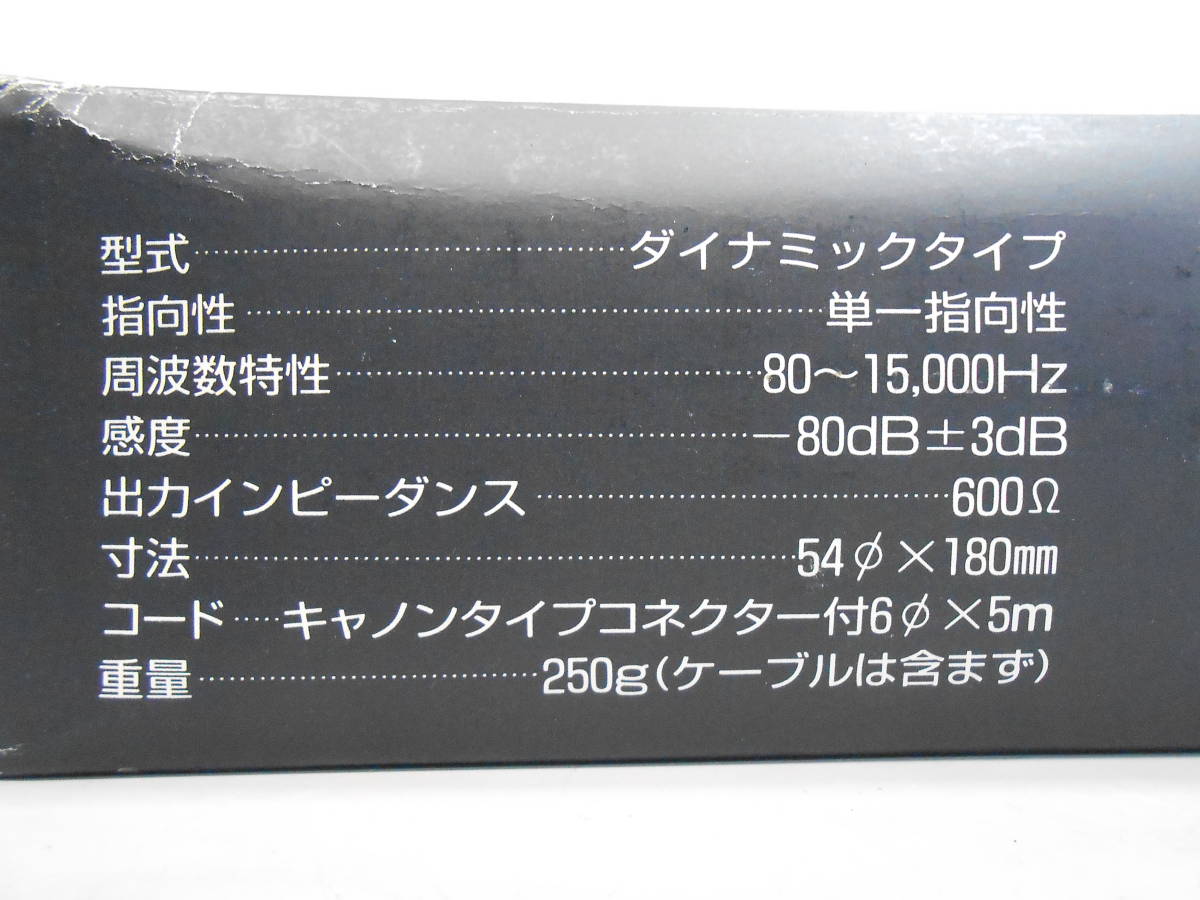 型式……………………………ダイナミックタイプ
指向性……………………………単一指向性
周波数特性……………………………80〜15,000Hz
感度……………………………−80dB±3dB
出力インピーダンス……………………………600Ω
寸法……………………………54φ×180㎜
コード……キャノンタイプコネクター付6φ×5m
重量……………………………250g(ケーブルは含まず)